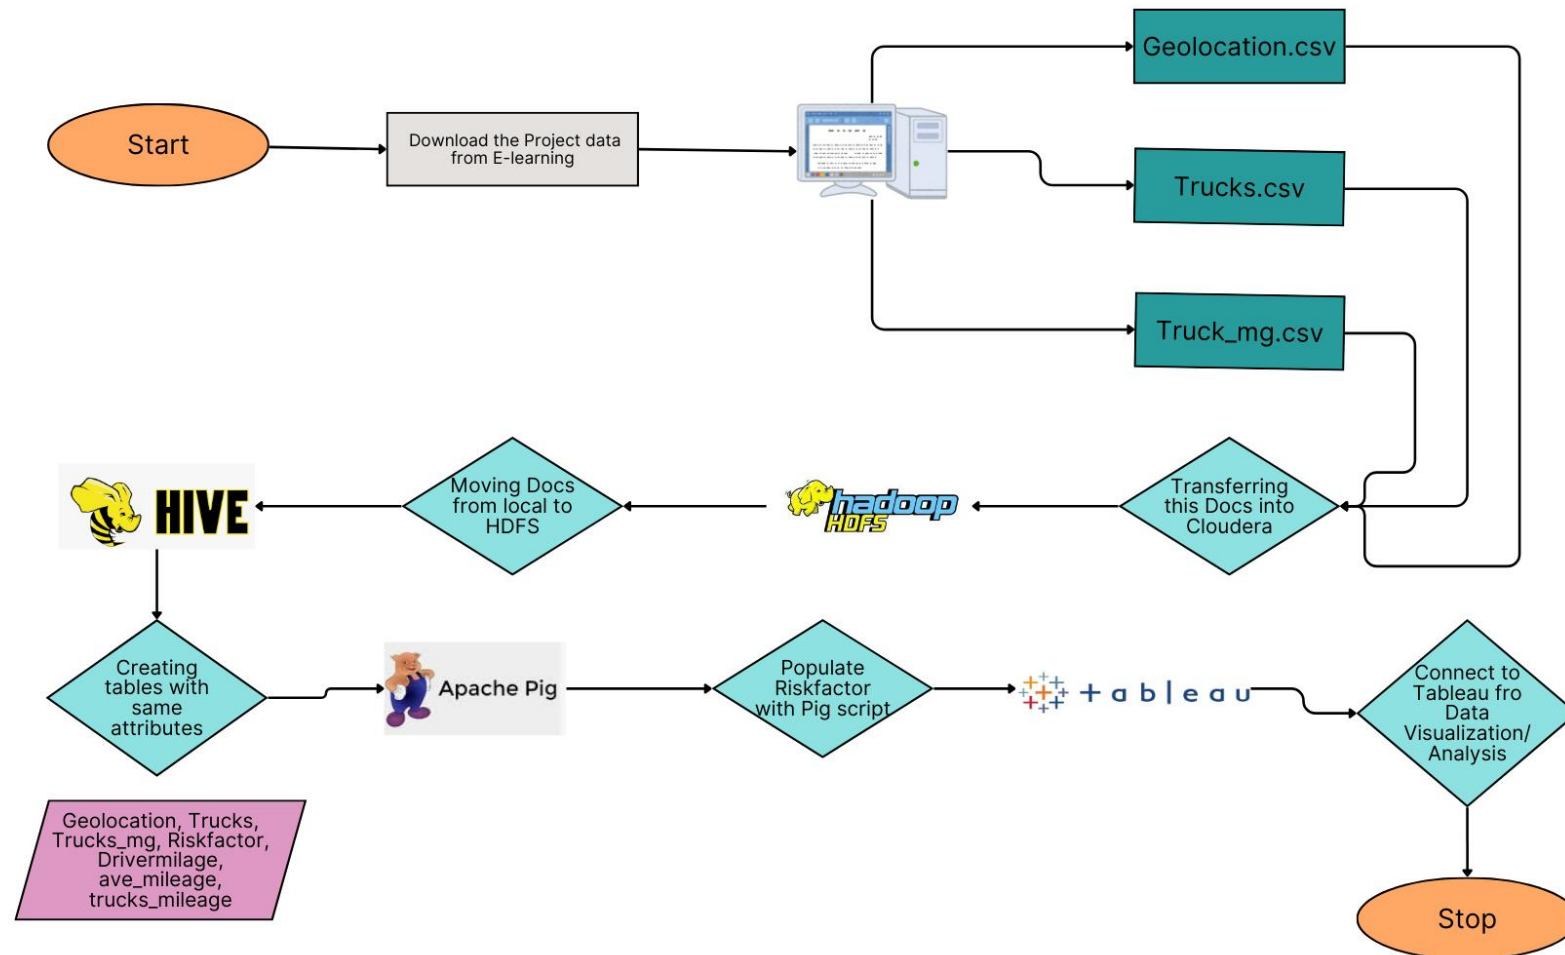 Start
Download the Project data
from E-learning
Geolocation.csv
Trucks.csv
Truck_mg.csv
Transferring
this Docs into
Cloudera
hadoop
HDFS
Moving Docs
from local to
HDFS
HIVE
Creating
tables with
same
attributes
Geolocation, Trucks,
Trucks_mg, Riskfactor,
Drivermilage,
ave_mileage,
trucks_mileage
Apache Pig
Populate
Riskfactor
with Pig script
+ableau
Connect to
Tableau fro
Data
Visualization/
Analysis
Stop